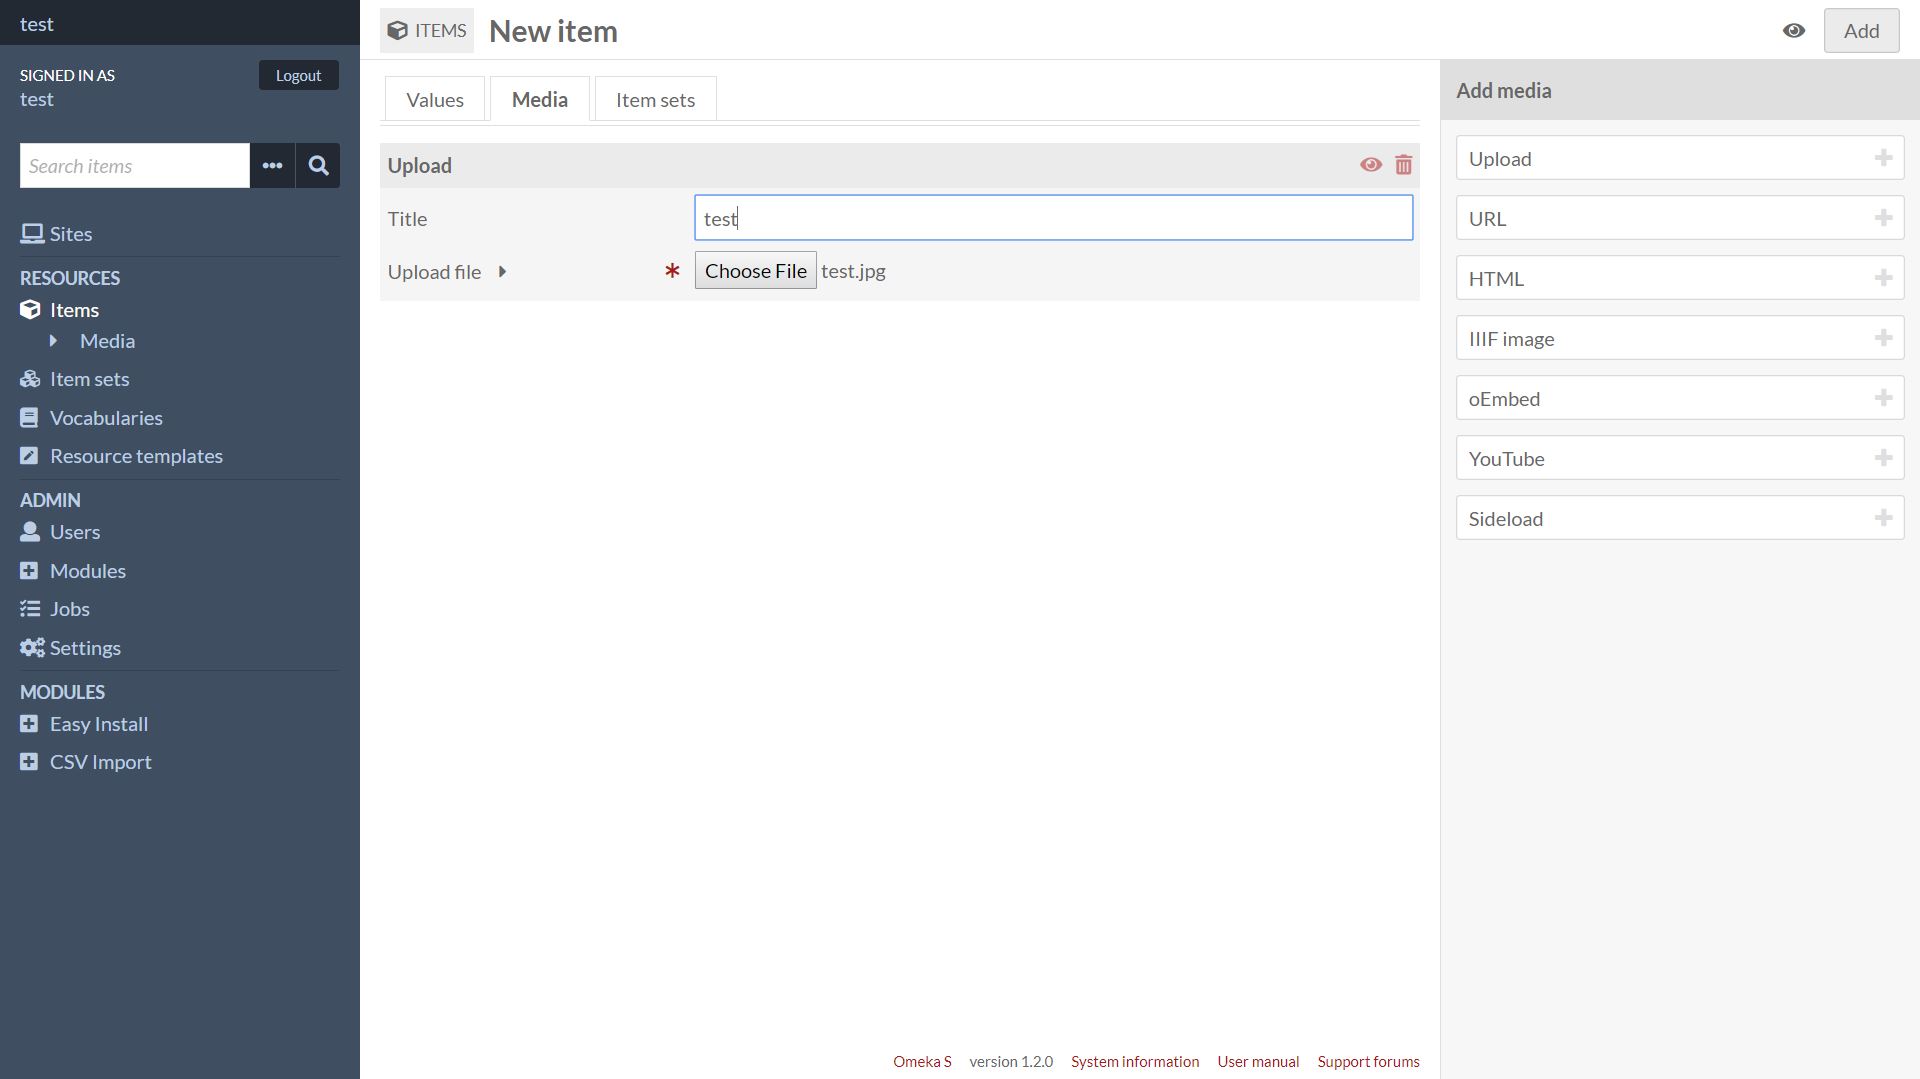 test
SIGNED IN AS
Logout
test
Search items
Sites
RESOURCES
Items
Media
Item sets
Vocabularies
Resource templates
ADMIN
Users
Modules
Jobs
Settings
MODULES
Easy Install
CSV Import
ITEMS New item
Add
Values Media Item sets
Upload
Title test
Upload file * Choose File test.jpg
Add media
Upload
URL
HTML
IIIF image
oEmbed
YouTube
Sideload
Omeka S version 1.2.0 System information User manual Support forums